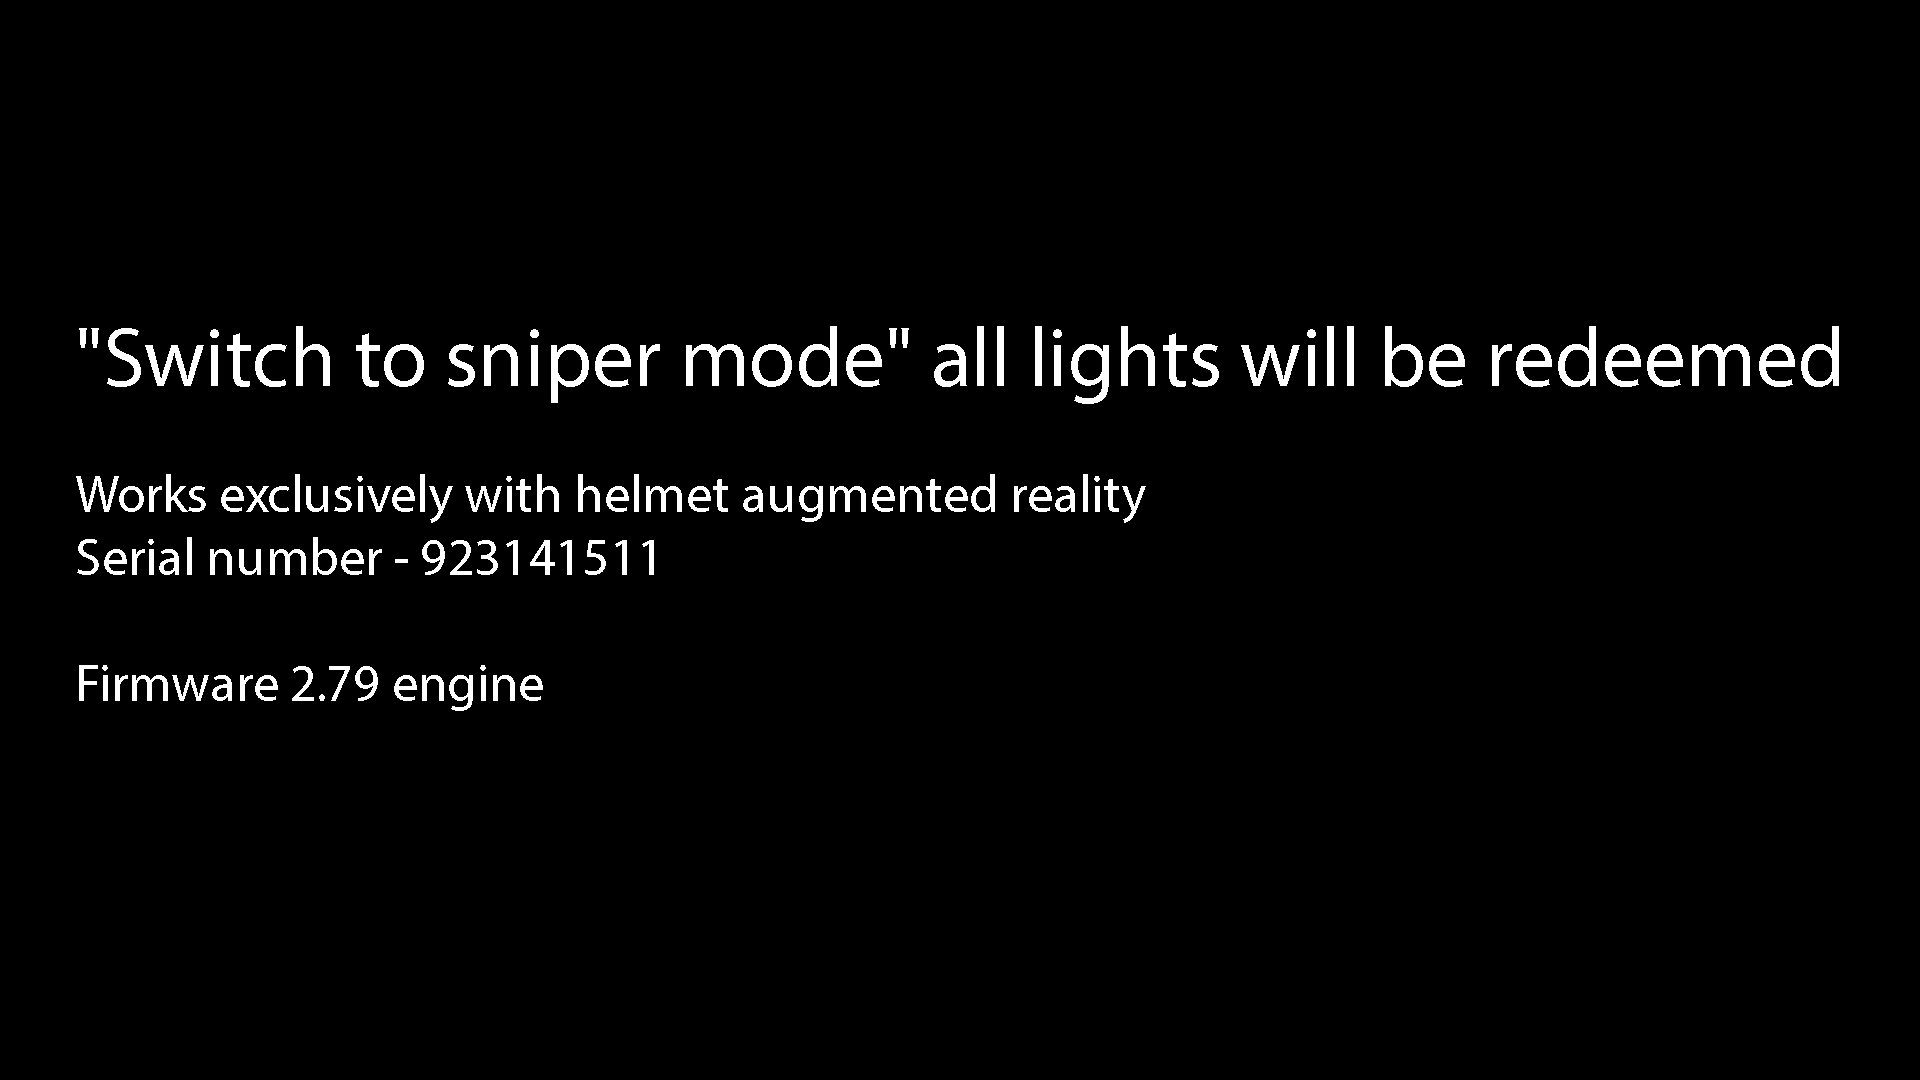 "Switch to sniper mode" all lights will be redeemed
Works exclusively with helmet augmented reality
Serial number - 923141511
Firmware 2.79 engine